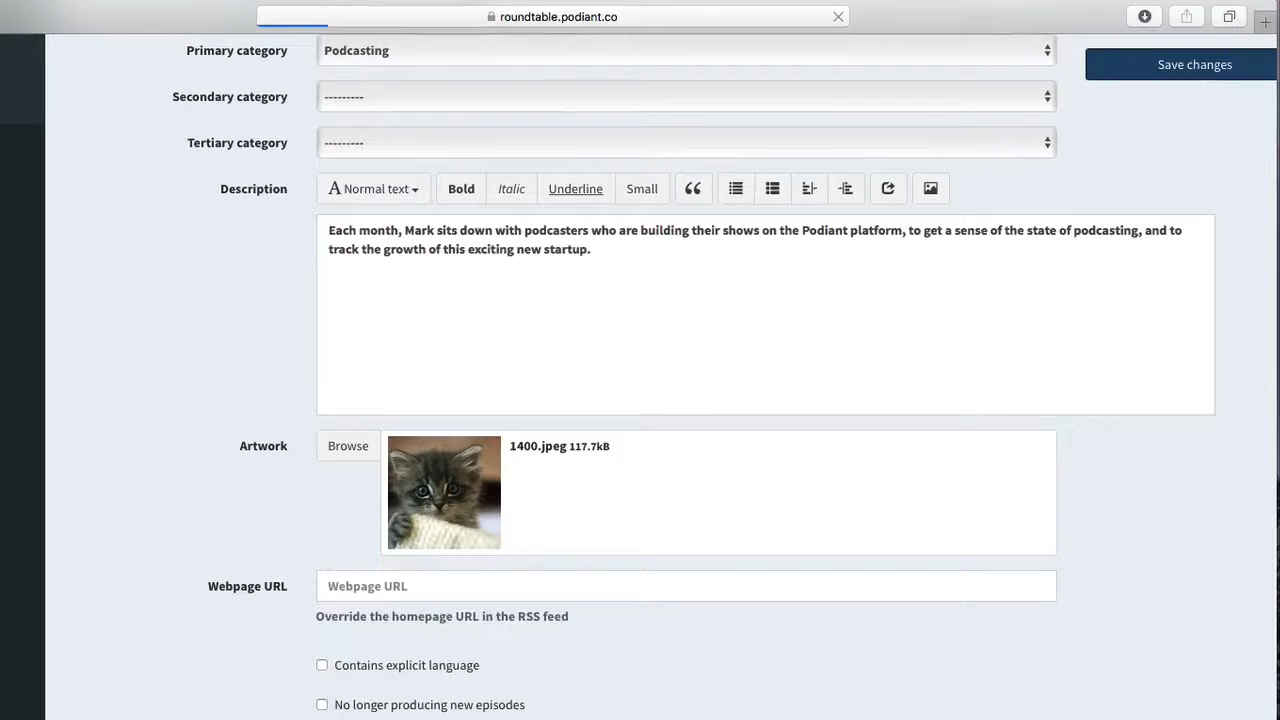 roundtable.podiant.co
Primary category
Podcasting
Save changes
Secondary category
---------
Tertiary category
---------
Description
A Normal text
Bold
Italic
Underline
Small
Each month, Mark sits down with podcasters who are building their shows on the Podiant platform, to get a sense of the state of podcasting, and to
track the growth of this exciting new startup.
Artwork
Browse
1400.jpeg 117.7kB
Webpage URL
Webpage URL
Override the homepage URL in the RSS feed
Contains explicit language
No longer producing new episodes